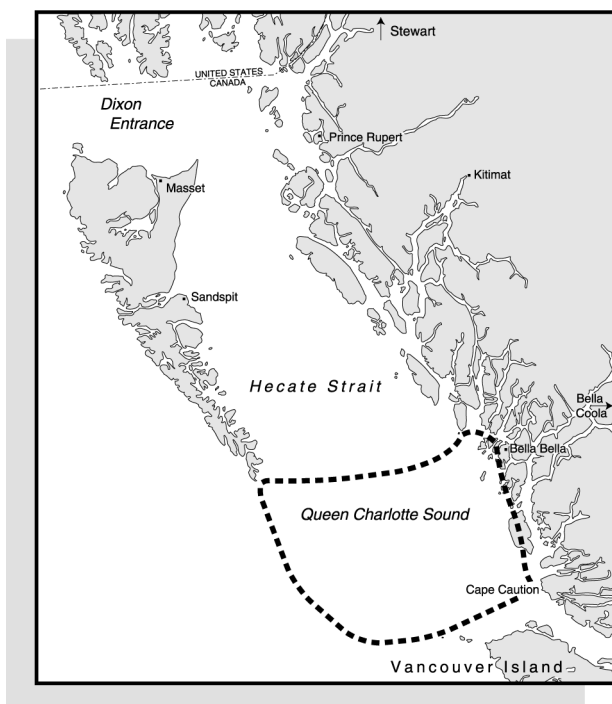 Stewart
UNITED STATES
CANADA
Dixon
Entrance
Prince Rupert
Masset
Kitimat
Sandspit
Hecate Strait
Bella
Coola
Bella Bella
Queen Charlotte Sound
Cape Caution
Vancouver Island